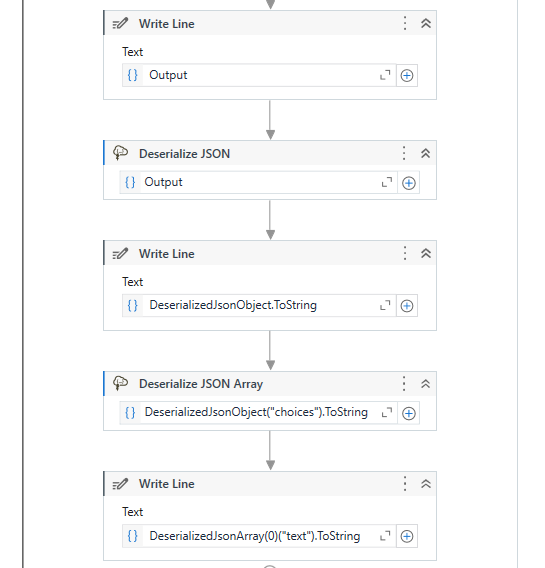 Write Line
Text
{} Output
Deserialize JSON
{} Output
Write Line
Text
{} DeserializedJsonObject.ToString
Deserialize JSON Array
{} DeserializedJsonObject("choices").ToString
Write Line
Text
{} DeserializedJsonArray(0)("text").ToString